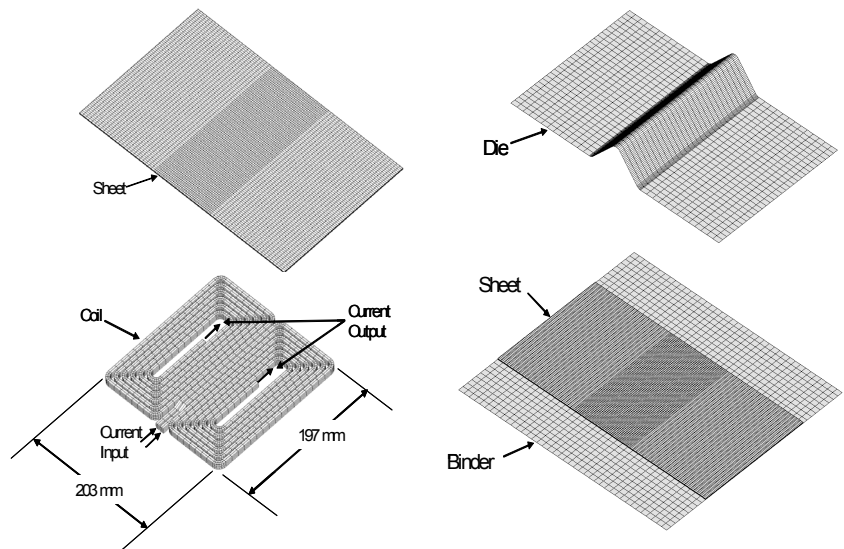 Sheet
Die
Coil
Current
Output
Current
Input
203 mm
197 mm
Sheet
Binder